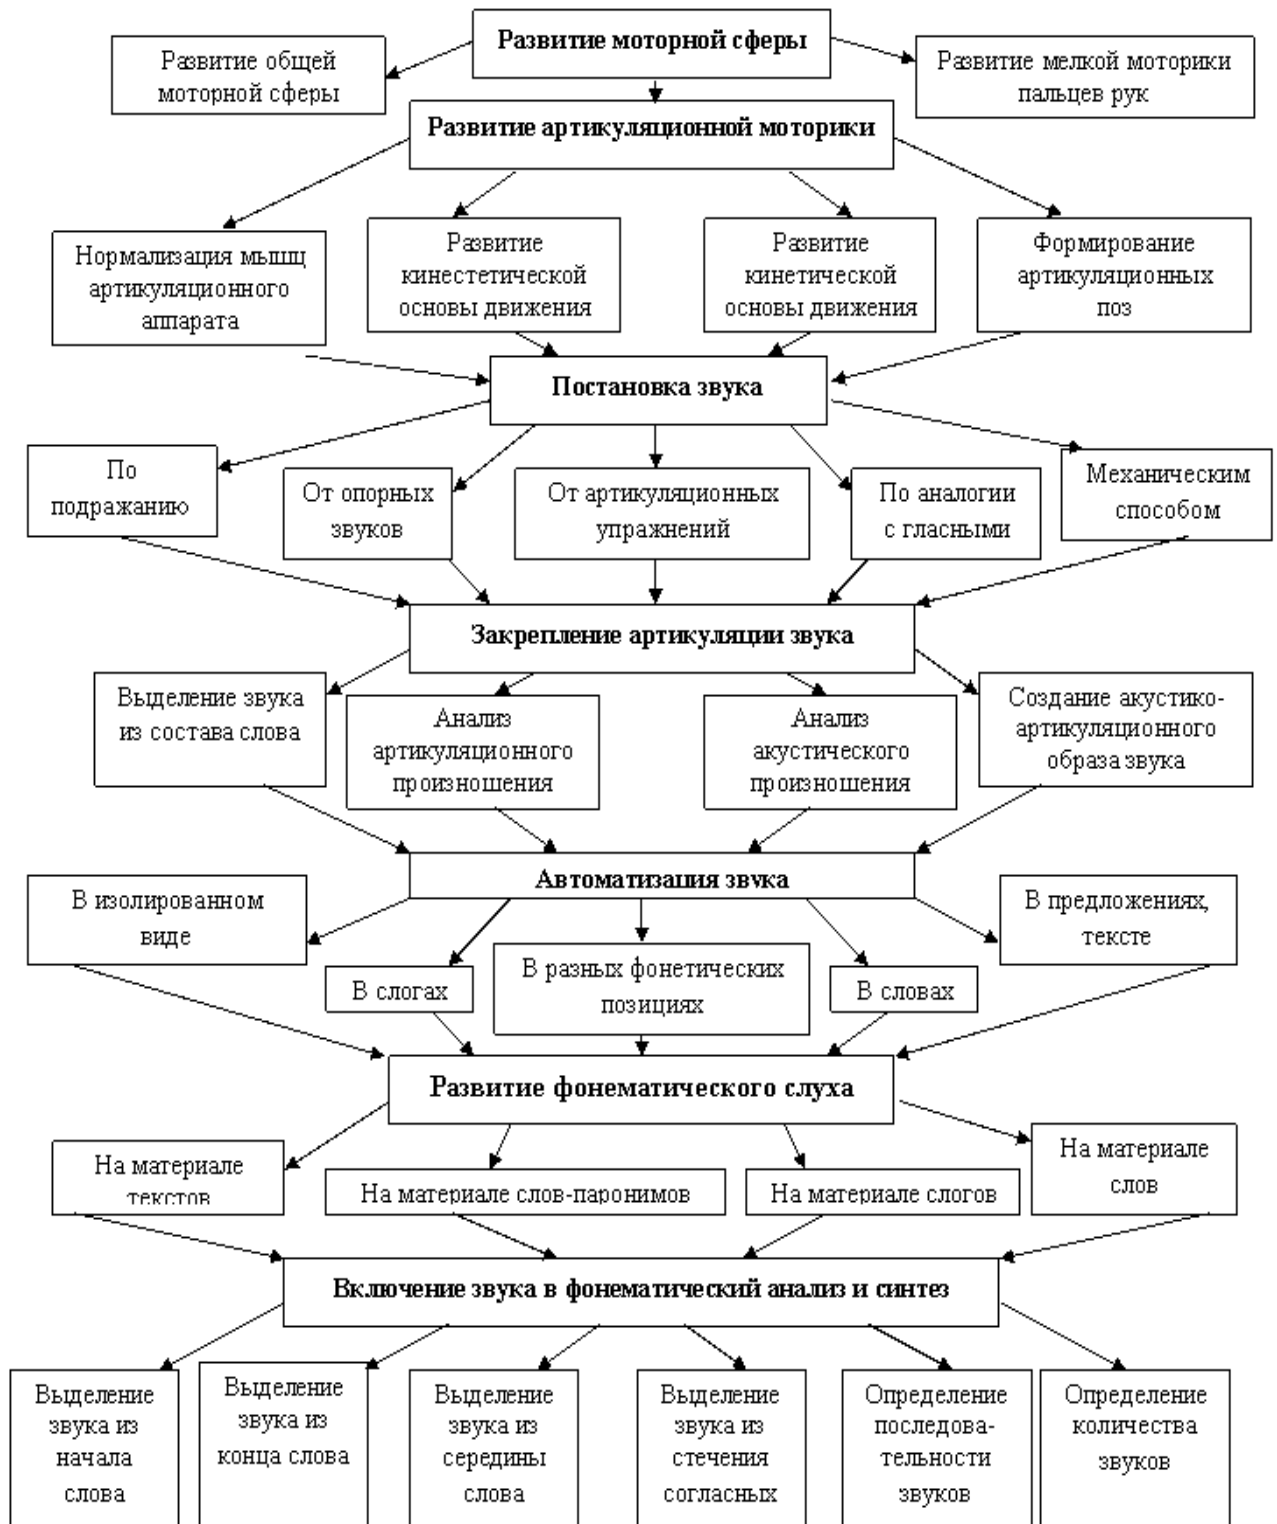 Развитие моторной сферы
Развитие общей
моторной сферы
Развитие мелкой моторики
пальцев рук
Развитие артикуляционной моторики
Нормализация мышц
артикуляционного
аппарата
Развитие
кинестетической
основы движения
Развитие
кинетической
основы движения
Формирование
артикуляционных
поз
Постановка звука
По
подражанию
От опорных
звуков
От артикуляционных
упражнений
По аналогии
с гласными
Механическим
способом
Закрепление артикуляции звука
Выделение звука
из состава слова
Анализ
артикуляционного
произношения
Анализ
акустического
произношения
Создание акустико-
артикуляционного
образа звука
Автоматизация звука
В изолированном
виде
В слогах
В разных фонетических
позициях
В словах
В предложениях,
тексте
Развитие фонематического слуха
На материале
текстов
На материале слов-паронимов
На материале слогов
На материале
слов
Включение звука в фонематический анализ и синтез
Выделение
звука из
начала
слова
Выделение
звука из
конца слова
Выделение
звука из
середины
слова
Выделение
звука из
стечения
согласных
Определение
последова-
тельности
звуков
Определение
количества
звуков